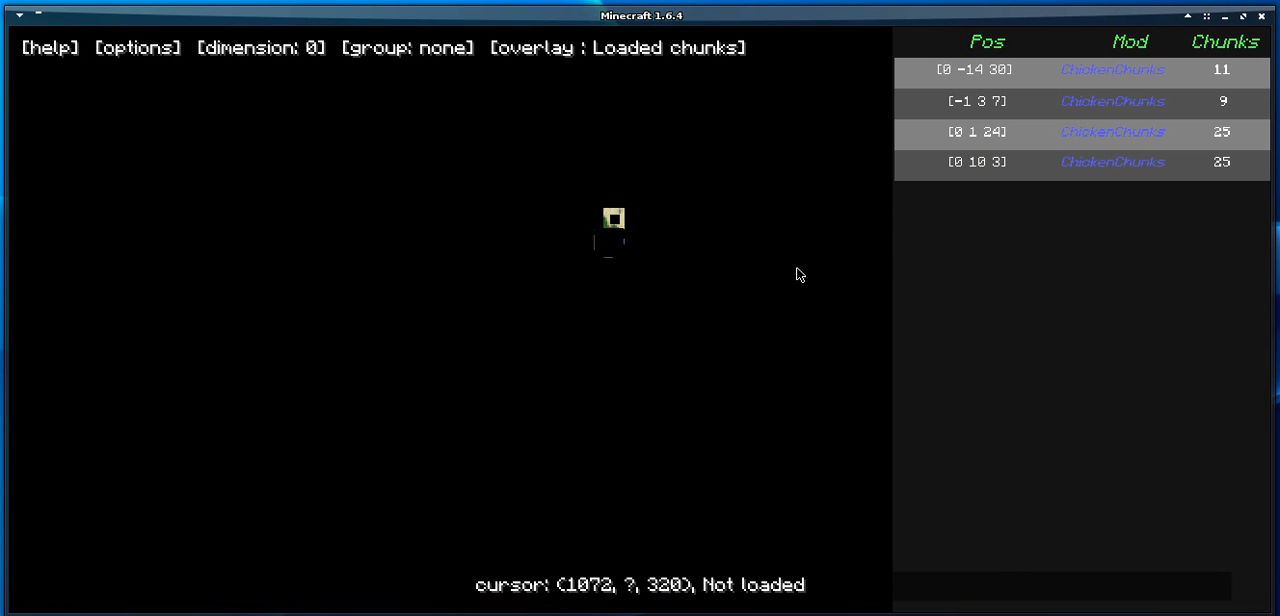 Minecraft 1.6.4
[help] [options] [dimension: 0] [group: none] [overlay : Loaded chunks]
Pos Mod Chunks
[0 -14 30] ChickenChunks 11
[-1 3 7] ChickenChunks 9
[0 1 24] ChickenChunks 25
[0 10 3] ChickenChunks 25
cursor: (1072, ?, 320), Not loaded